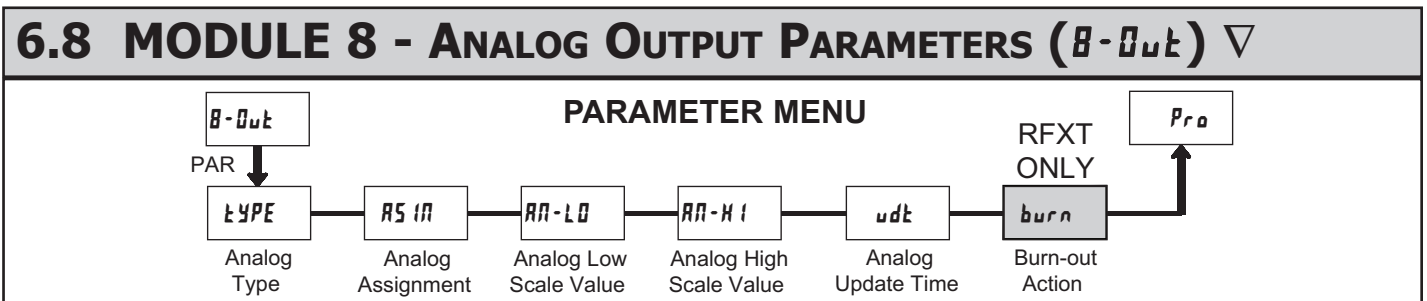 6.8 MODULE 8 - ANALOG OUTPUT PARAMETERS (8-Out) ∇
PARAMETER MENU
8-Out
Pro
RFXT
ONLY
PAR
tYPE
ASIN
AN-LO
AN-HI
udt
burn
Analog
Type
Analog
Assignment
Analog Low
Scale Value
Analog High
Scale Value
Analog
Update Time
Burn-out
Action